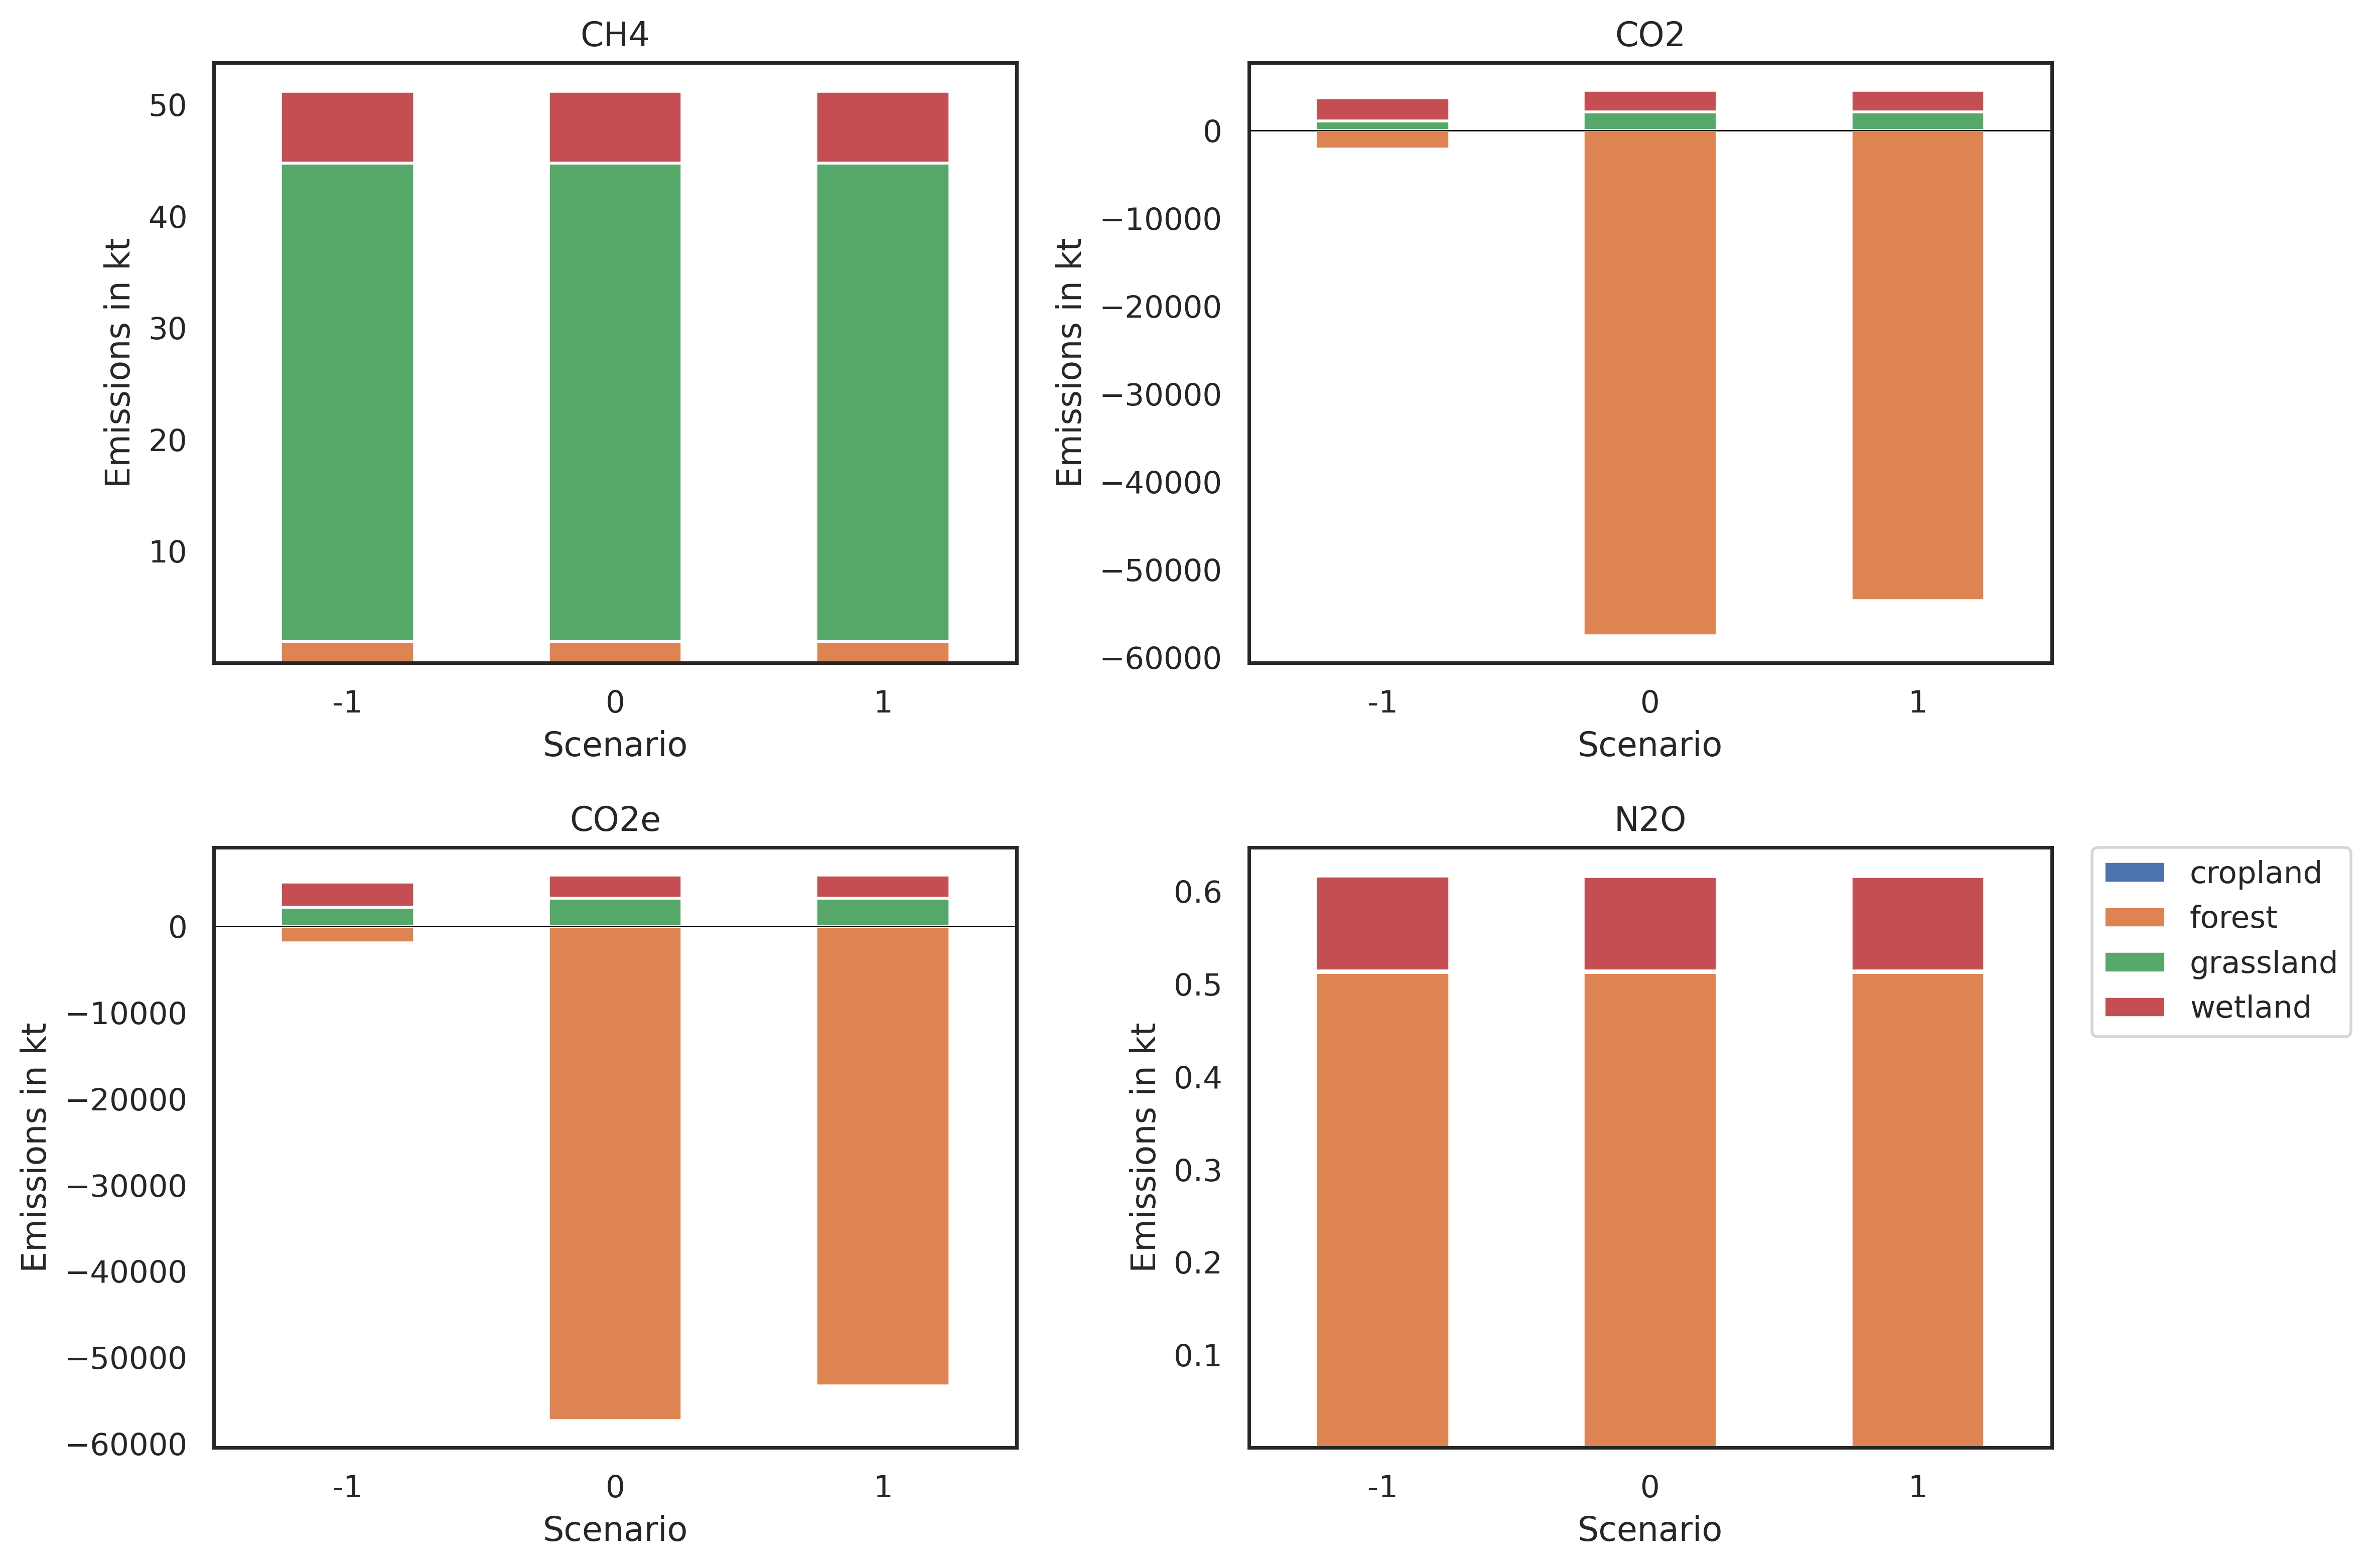 CH4
50
40
30
20
10
Emissions in kt
-1 0 1
Scenario
CO2
0
−10000
−20000
−30000
−40000
−50000
−60000
Emissions in kt
-1 0 1
Scenario
CO2e
0
−10000
−20000
−30000
−40000
−50000
−60000
Emissions in kt
-1 0 1
Scenario
N2O
0.6
0.5
0.4
0.3
0.2
0.1
Emissions in kt
-1 0 1
Scenario
cropland
forest
grassland
wetland